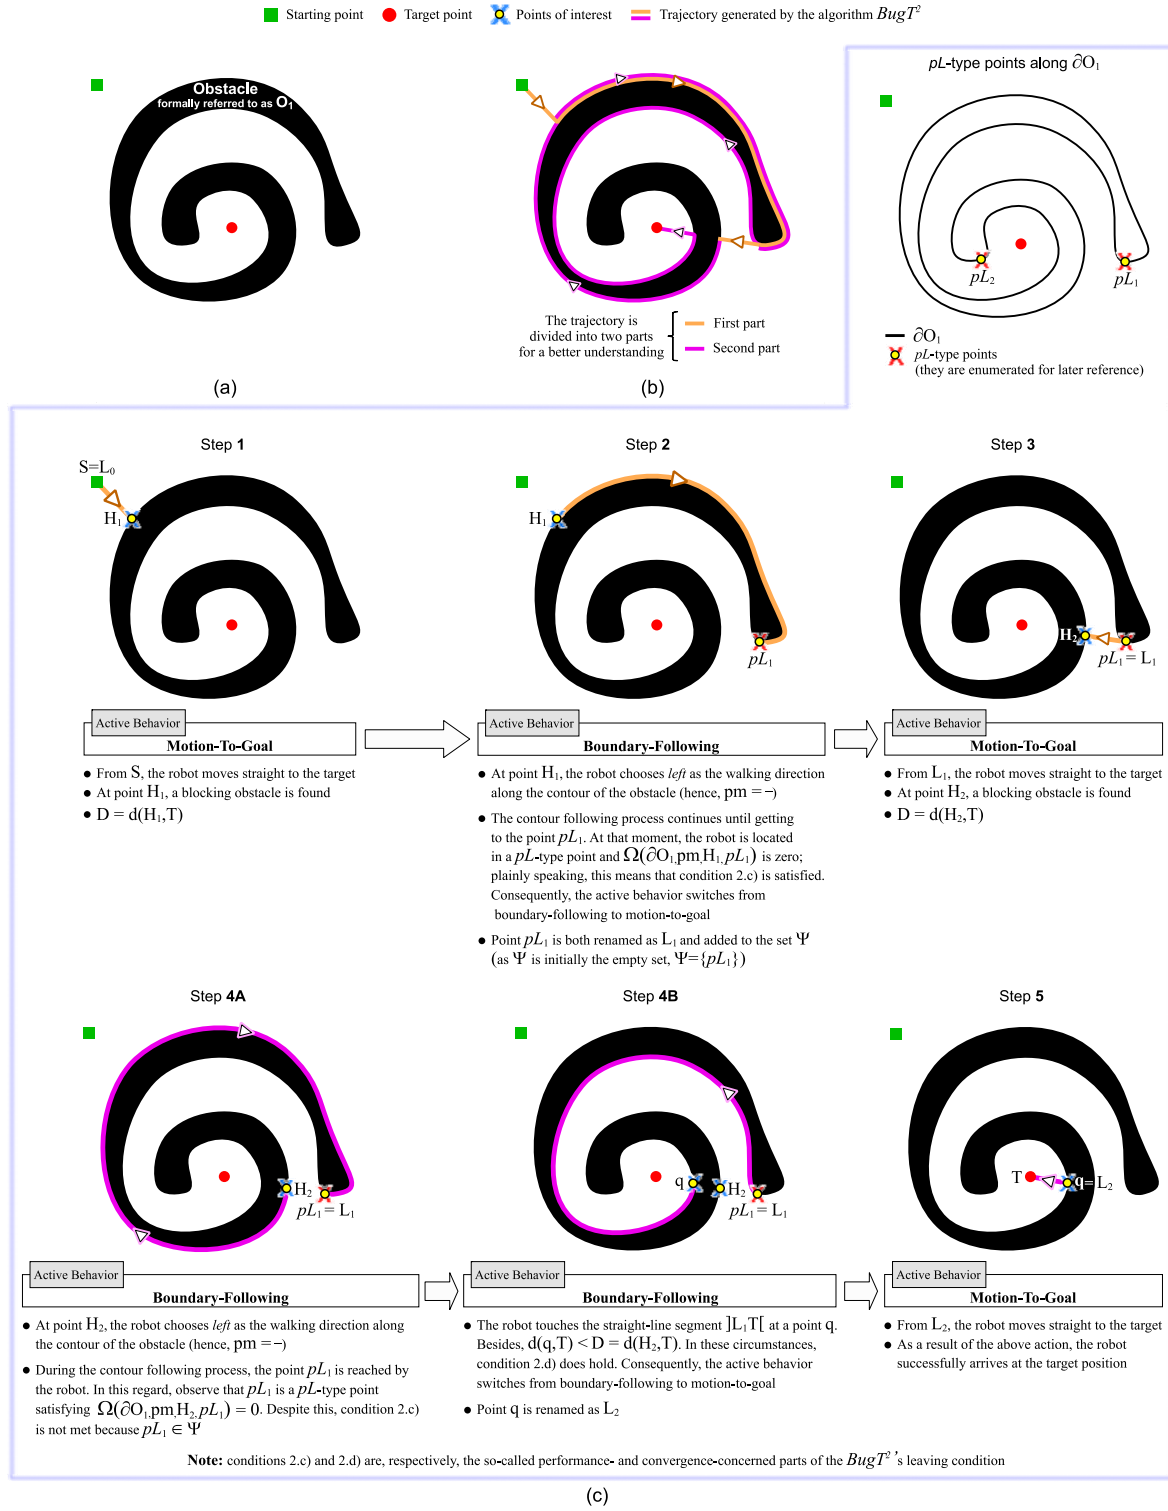 Starting point Target point Points of interest Trajectory generated by the algorithm BugT²
Obstacle
formally referred to as O₁
(a)
The trajectory is
divided into two parts
for a better understanding
First part
Second part
(b)
pL-type points along ∂O₁
pL₂
pL₁
∂O₁
pL-type points
(they are enumerated for later reference)
Step 1
S=L₀
H₁
Active Behavior
Motion-To-Goal
● From S, the robot moves straight to the target
● At point H₁, a blocking obstacle is found
● D = d(H₁,T)
Step 2
H₁
pL₁
Active Behavior
Boundary-Following
● At point H₁, the robot chooses left as the walking direction
along the contour of the obstacle (hence, pm = −)
● The contour following process continues until getting
to the point pL₁. At that moment, the robot is located
in a pL-type point and Ω(∂O₁,pm,H₁,pL₁) is zero;
plainly speaking, this means that condition 2.c) is satisfied.
Consequently, the active behavior switches from
boundary-following to motion-to-goal
● Point pL₁ is both renamed as L₁ and added to the set Ψ
(as Ψ is initially the empty set, Ψ={pL₁})
Step 3
H₂
pL₁ = L₁
Active Behavior
Motion-To-Goal
● From L₁, the robot moves straight to the target
● At point H₂, a blocking obstacle is found
● D = d(H₂,T)
Step 4A
H₂
pL₁ = L₁
Active Behavior
Boundary-Following
● At point H₂, the robot chooses left as the walking direction along
the contour of the obstacle (hence, pm = −)
● During the contour following process, the point pL₁ is reached by
the robot. In this regard, observe that pL₁ is a pL-type point
satisfying Ω(∂O₁,pm,H₂,pL₁) = 0. Despite this, condition 2.c)
is not met because pL₁ ∈ Ψ
Step 4B
q
H₂
pL₁ = L₁
Active Behavior
Boundary-Following
● The robot touches the straight-line segment ]L₁T[ at a point q.
Besides, d(q,T) < D = d(H₂,T). In these circumstances,
condition 2.d) does hold. Consequently, the active behavior
switches from boundary-following to motion-to-goal
● Point q is renamed as L₂
Step 5
T
q=L₂
Active Behavior
Motion-To-Goal
● From L₂, the robot moves straight to the target
● As a result of the above action, the robot
successfully arrives at the target position
Note: conditions 2.c) and 2.d) are, respectively, the so-called performance- and convergence-concerned parts of the BugT²'s leaving condition
(c)